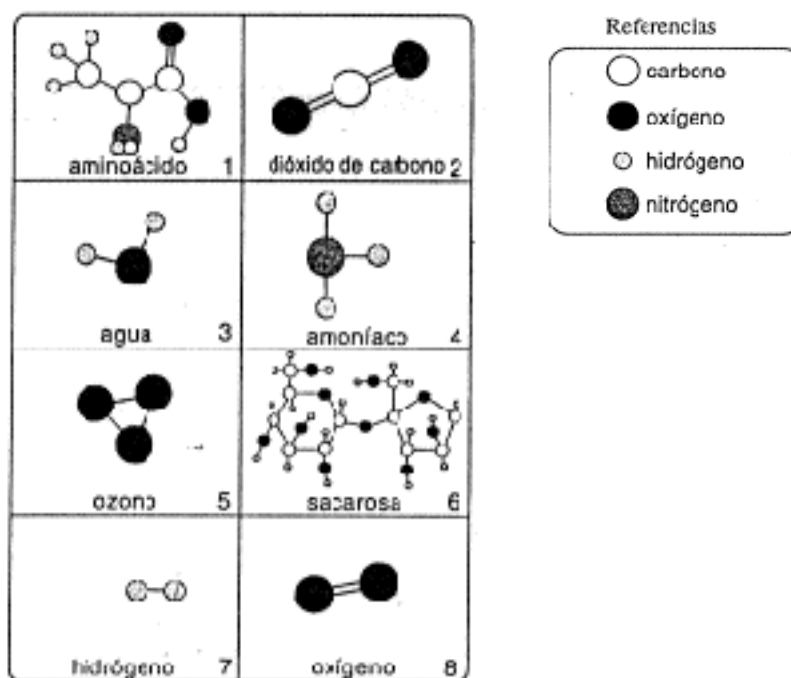 Referencias
carbono
oxígeno
hidrógeno
nitrógeno
aminoácido 1
dióxido de carbono 2
agua 3
amoníaco 4
ozono 5
sacarosa 6
hidrógeno 7
oxígeno 8